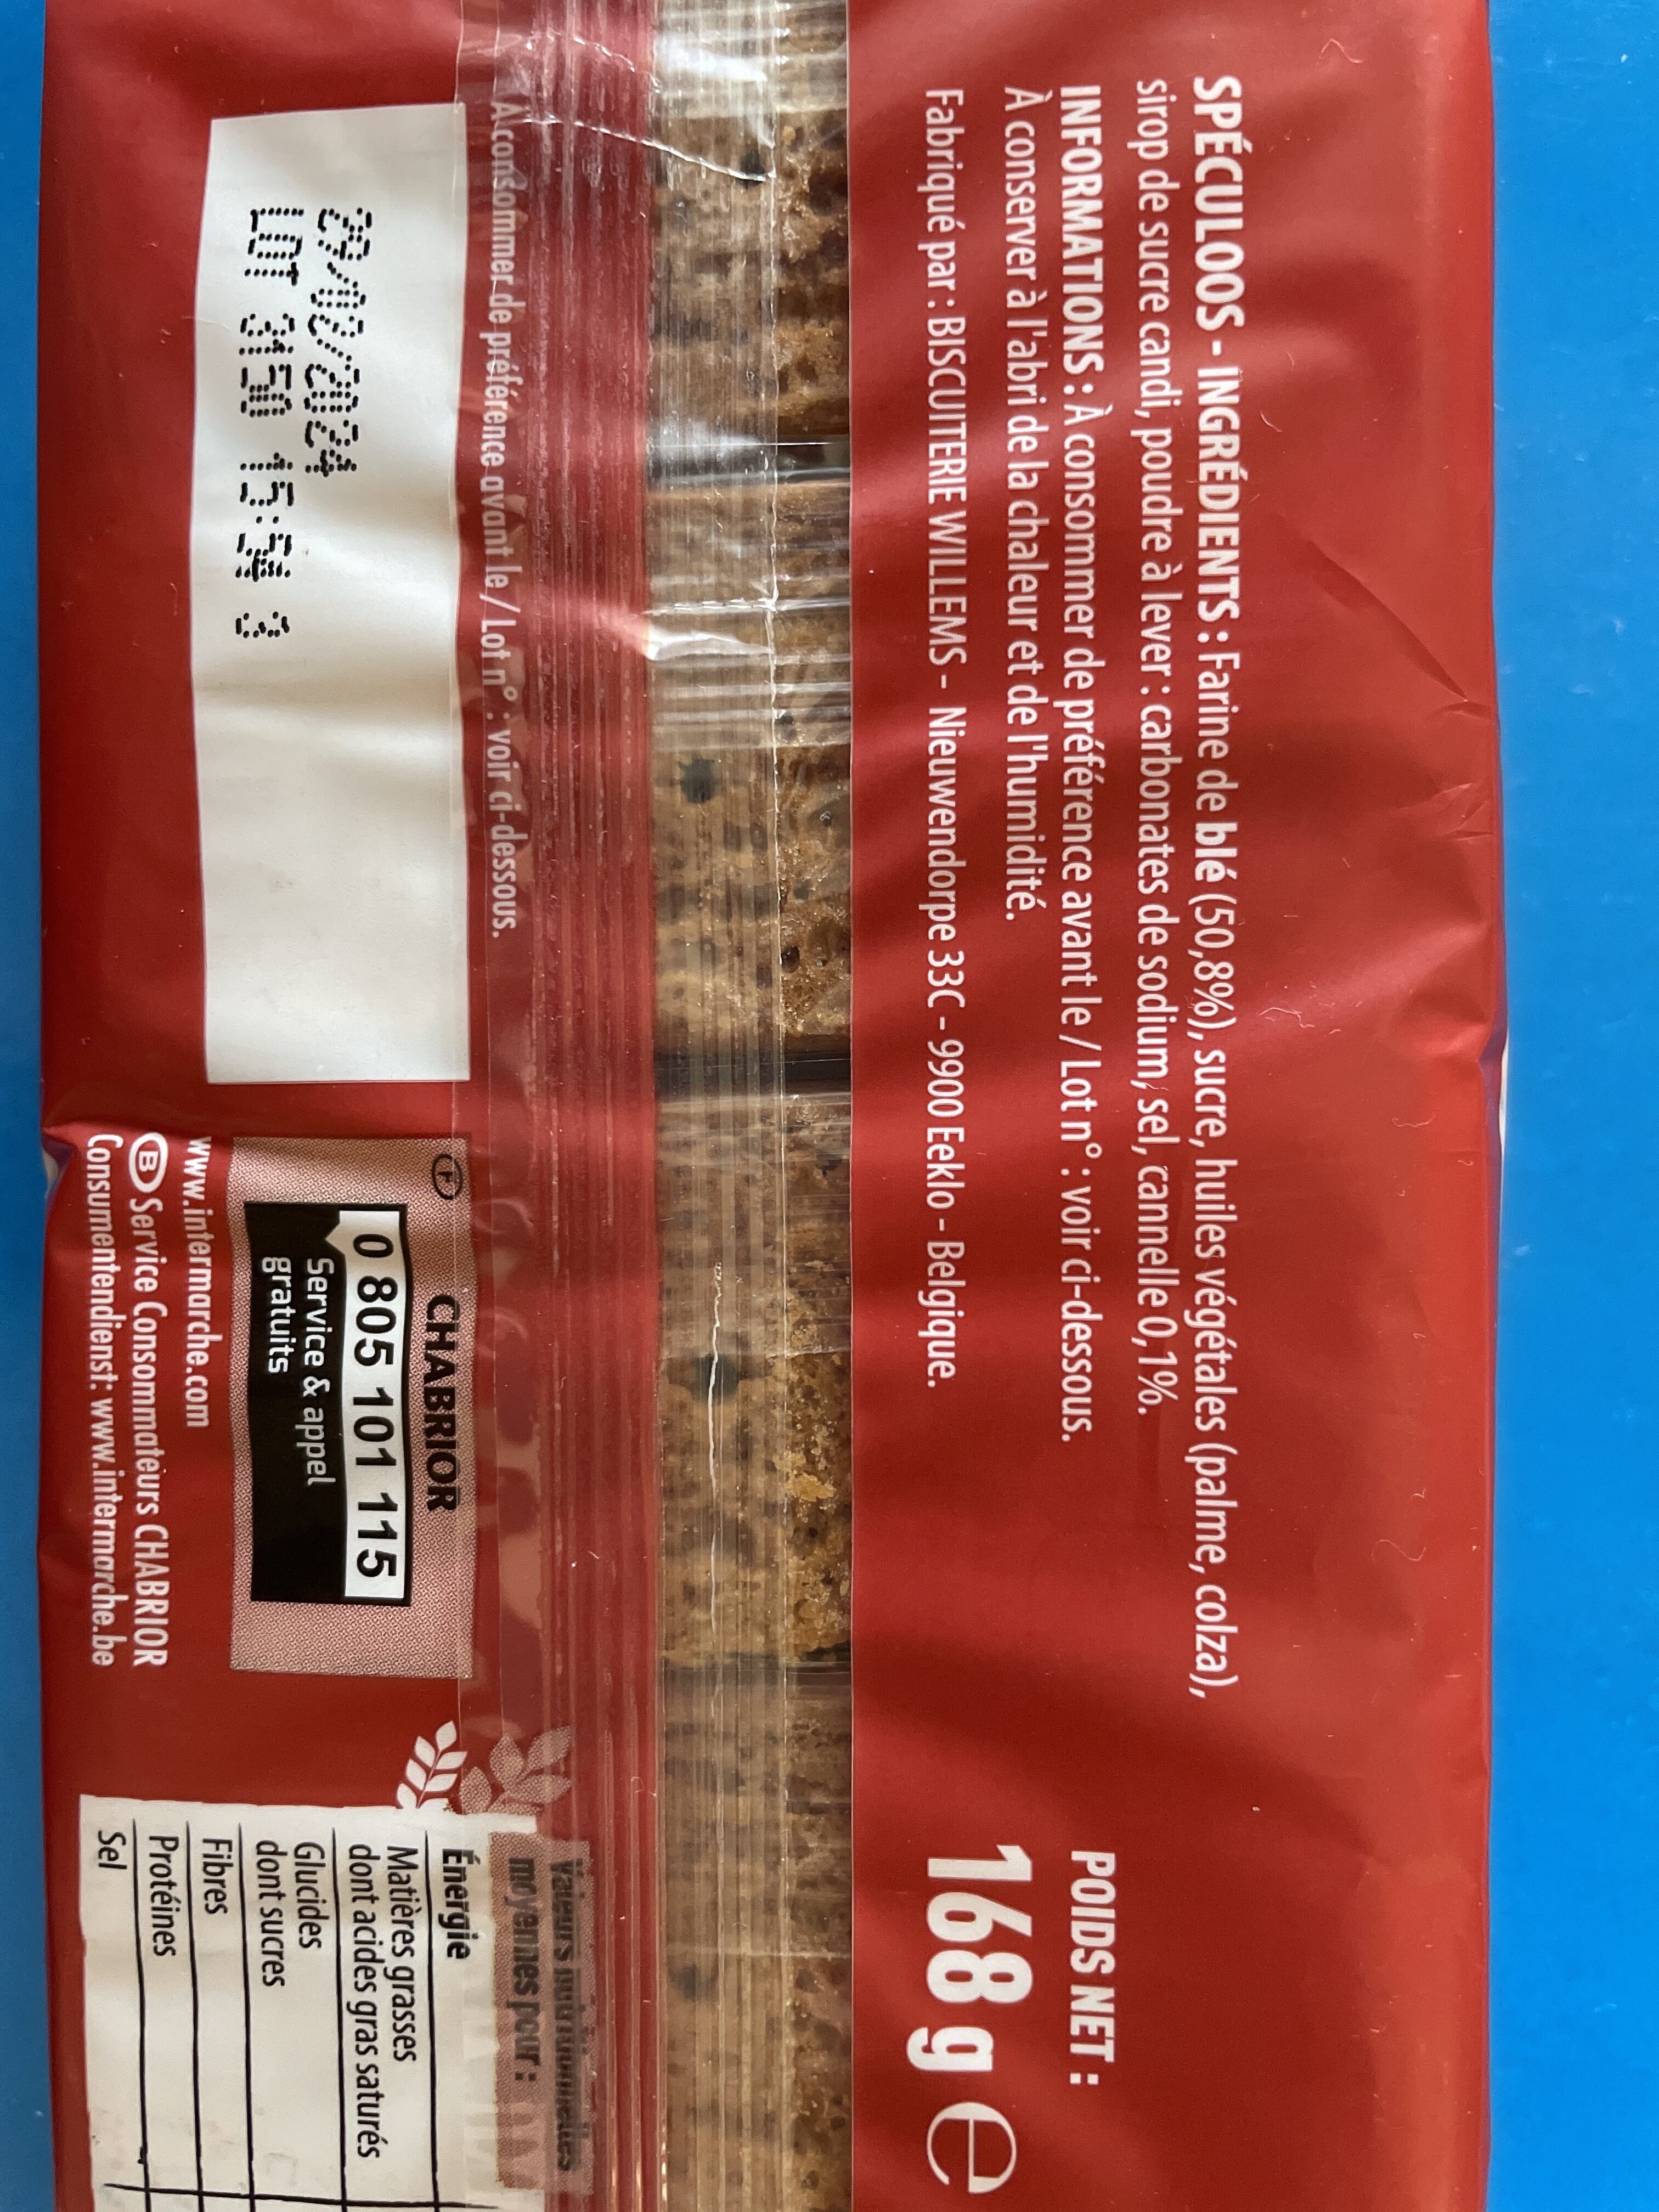 SPÉCULOOS - INGRÉDIENTS : Farine de blé (50,8%), sucre, huiles végétales (palme, colza),
sirop de sucre candi, poudre à lever : carbonates de sodium, sel, cannelle 0,1%.
INFORMATIONS : À consommer de préférence avant le / Lot n° : voir ci-dessous.
À conserver à l'abri de la chaleur et de l'humidité.
Fabriqué par : BISCUITERIE WILLEMS - Nieuwendorpe 33C - 9900 Eeklo - Belgique.
POIDS NET :
168 g e
À consommer de préférence avant le / Lot n° : voir ci-dessous.
/2024
LOT 3150 15: 3
F
CHABRIOR
0 805 101 115
Service & appel
gratuits
www.intermarche.com
B Service Consommateurs CHABRIOR
Consumentendienst: www.intermarche.be
Valeurs nutritionnelles
moyennes pour :
Énergie
Matières grasses
dont acides gras saturés
Glucides
dont sucres
Fibres
Protéines
Sel